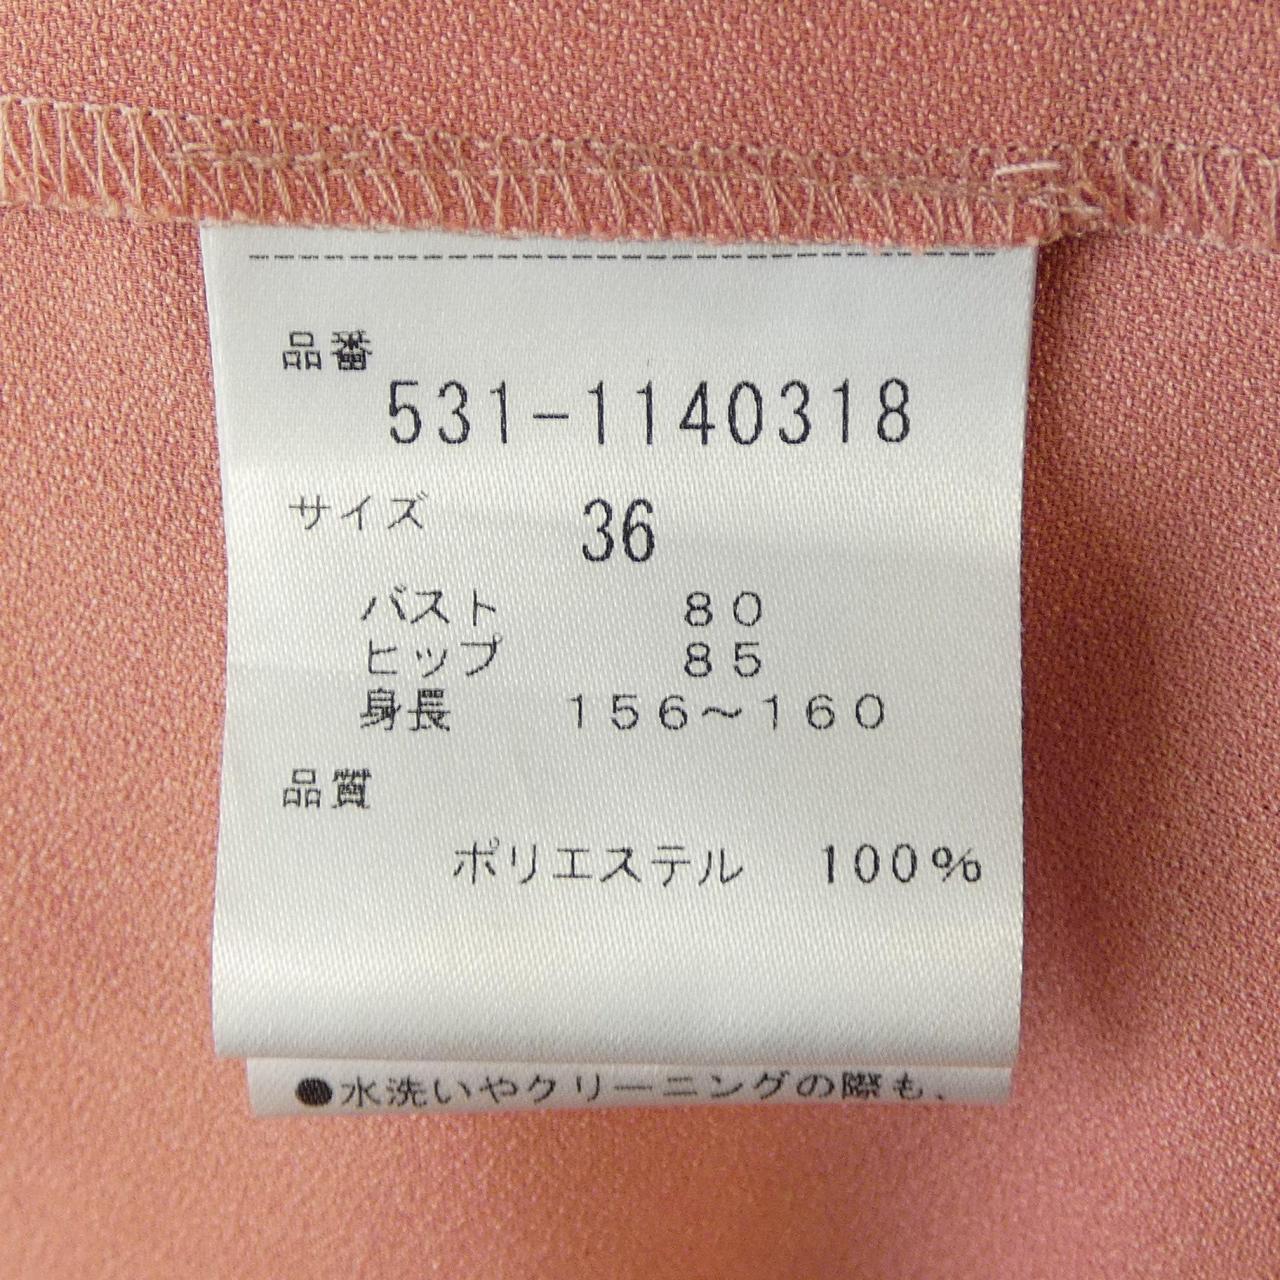 品番
531-1140318
サイズ 36
バスト 80
ヒップ 85
身長 156～160
品質
ポリエステル 100%
●水洗いやクリーニングの際も、